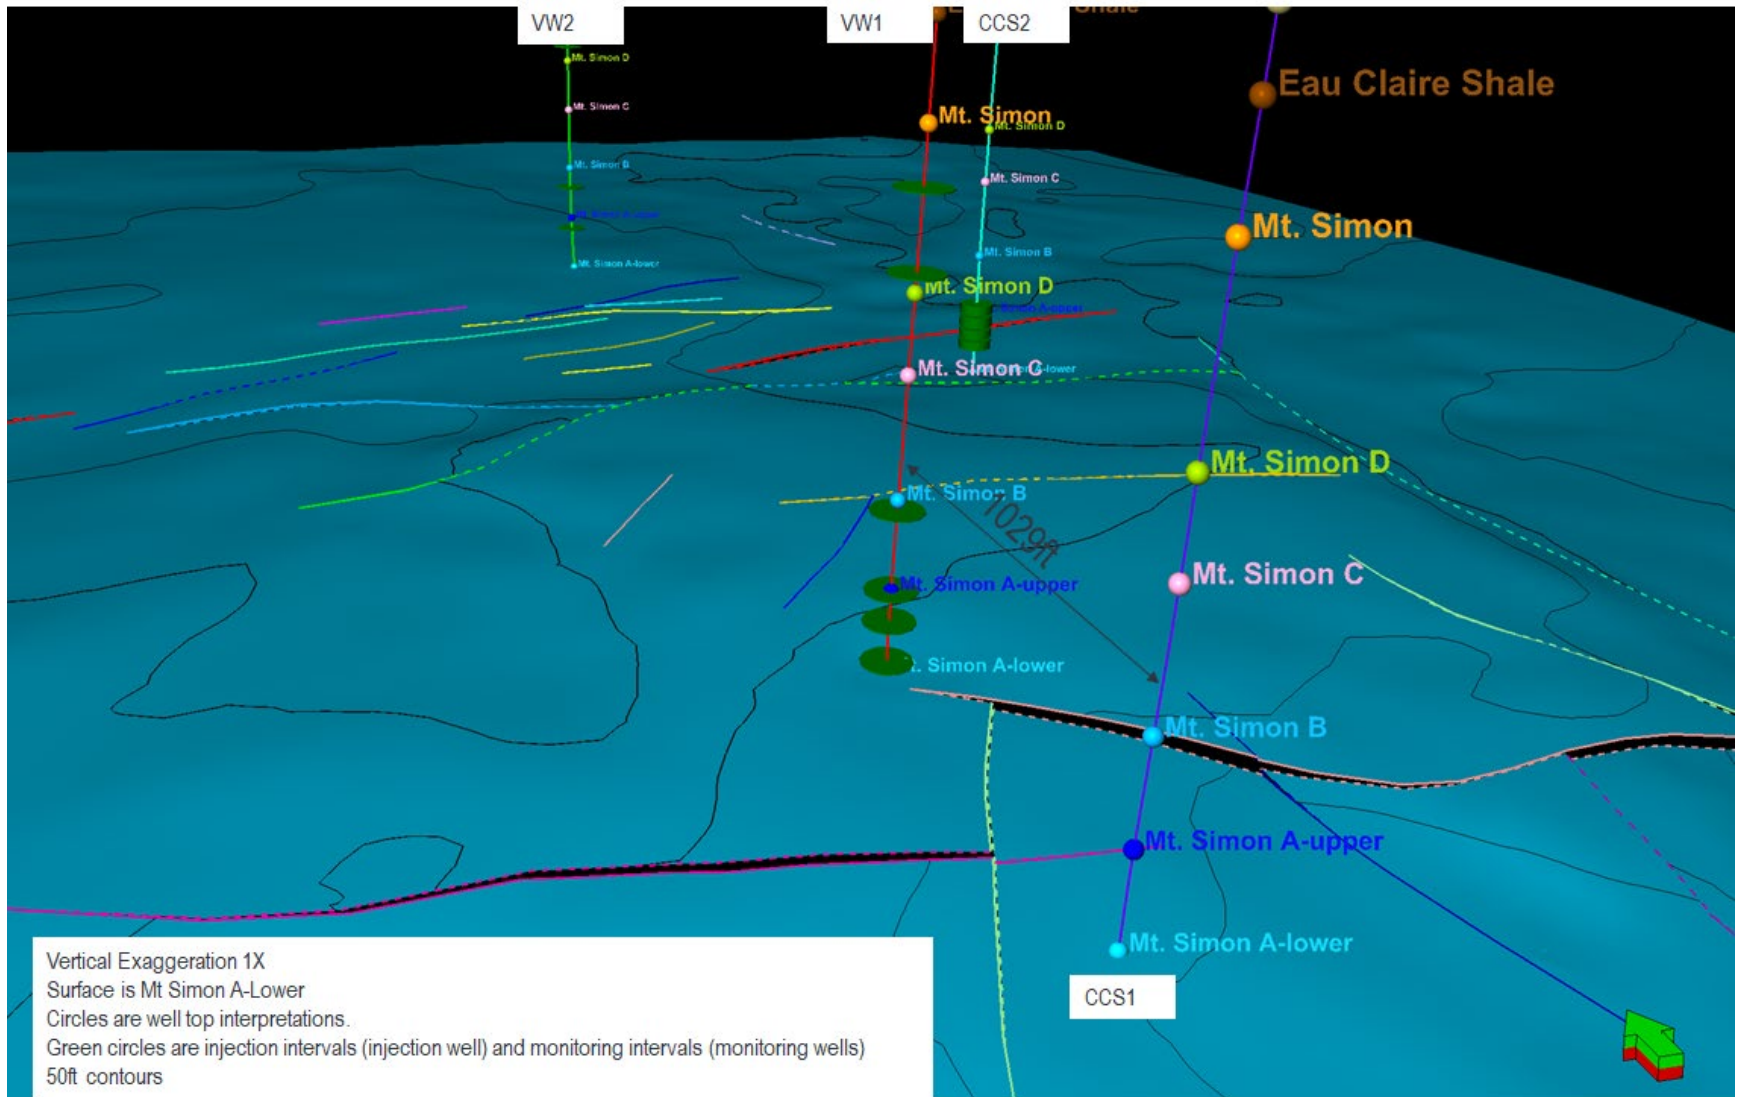 VW2
VW1
CCS2
Shale
Mt. Simon D
Mt. Simon C
Mt. Simon B
Mt. Simon A-lower
Mt. Simon
Mt. Simon D
Mt. Simon C
Mt. Simon B
Mt. Simon A-upper
. Simon A-lower
Mt. Simon D
Mt. Simon C
Mt. Simon B
Simon A-upper
A-lower
1029ft
Eau Claire Shale
Mt. Simon
Mt. Simon D
Mt. Simon C
Mt. Simon B
Mt. Simon A-upper
Mt. Simon A-lower
CCS1
Vertical Exaggeration 1X
Surface is Mt Simon A-Lower
Circles are well top interpretations.
Green circles are injection intervals (injection well) and monitoring intervals (monitoring wells)
50ft contours